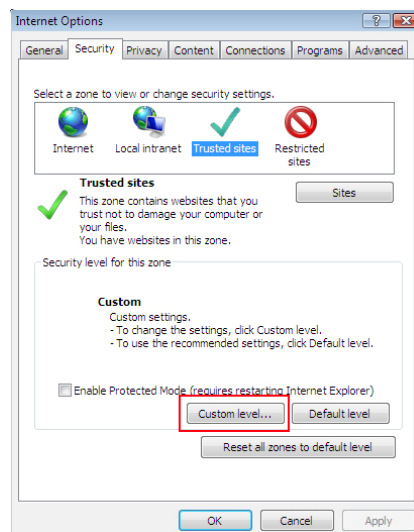 Internet Options
General Security Privacy Content Connections Programs Advanced
Select a zone to view or change security settings.
Internet Local intranet Trusted sites Restricted
sites
Trusted sites
Sites
This zone contains websites that you
trust not to damage your computer or
your files.
You have websites in this zone.
Security level for this zone
Custom
Custom settings.
- To change the settings, click Custom level.
- To use the recommended settings, click Default level.
Enable Protected Mode (requires restarting Internet Explorer)
Custom level... Default level
Reset all zones to default level
OK Cancel Apply